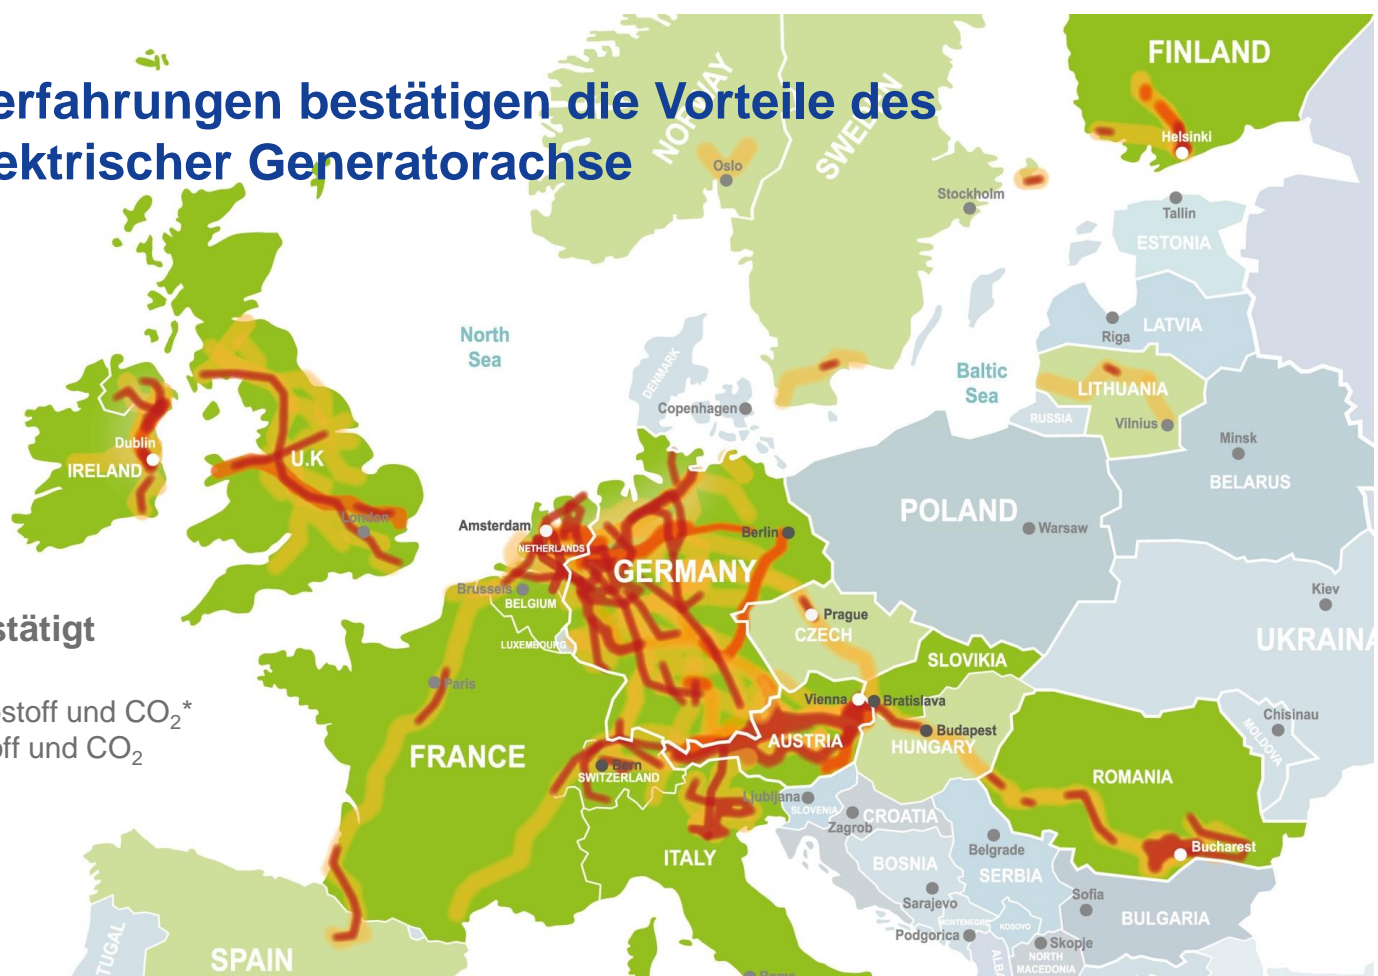 erfahrungen bestätigen die Vorteile des
ektrischer Generatorachse
FINLAND
Helsinki
NORWAY
SWEDEN
Oslo
Stockholm
Tallin
ESTONIA
North
Sea
DENMARK
Copenhagen
Baltic
Sea
Riga
LATVIA
LITHUANIA
RUSSIA
Vilnius
Minsk
BELARUS
Dublin
IRELAND
U.K
London
Amsterdam
NETHERLANDS
Berlin
GERMANY
POLAND
Warsaw
Brussels
BELGIUM
LUXEMBOURG
Prague
CZECH
Kiev
UKRAINA
stätigt
SLOVIKIA
Paris
Vienna
Bratislava
stoff und CO₂*
off und CO₂
FRANCE
Bern
SWITZERLAND
AUSTRIA
Budapest
HUNGARY
Chisinau
MOLDOVA
ROMANIA
Ljubljana
SLOVENIA
CROATIA
Zagrob
Belgrade
Bucharest
ITALY
BOSNIA
SERBIA
Sarajevo
Sofia
BULGARIA
MONTENEGRO
KOSOVO
Podgorica
Skopje
NORTH
MACEDONIA
ALBA
TUGAL
SPAIN
Rome